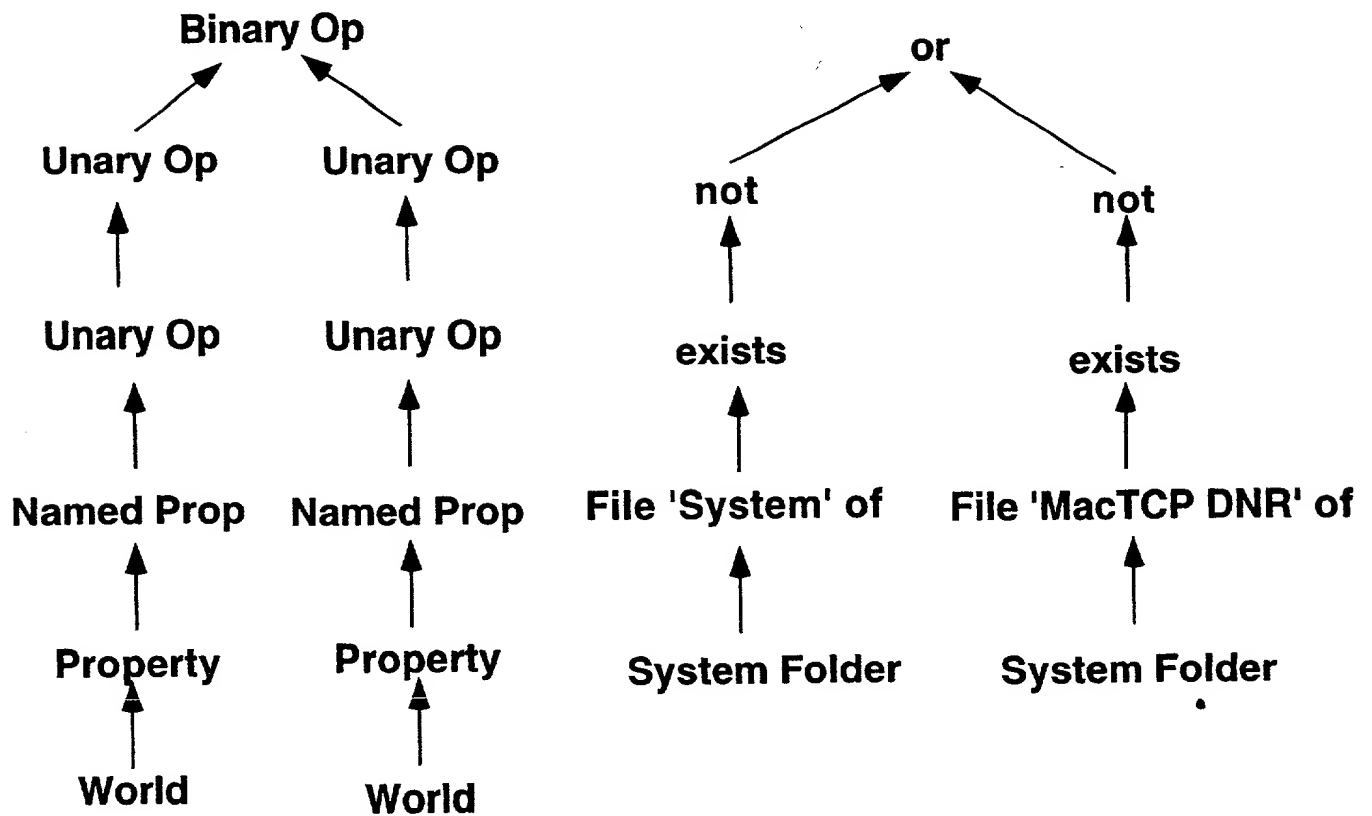 Binary Op
or
Unary Op
Unary Op
not
not
Unary Op
Unary Op
exists
exists
Named Prop
Named Prop
File 'System' of
File 'MacTCP DNR' of
Property
Property
System Folder
System Folder
World
World